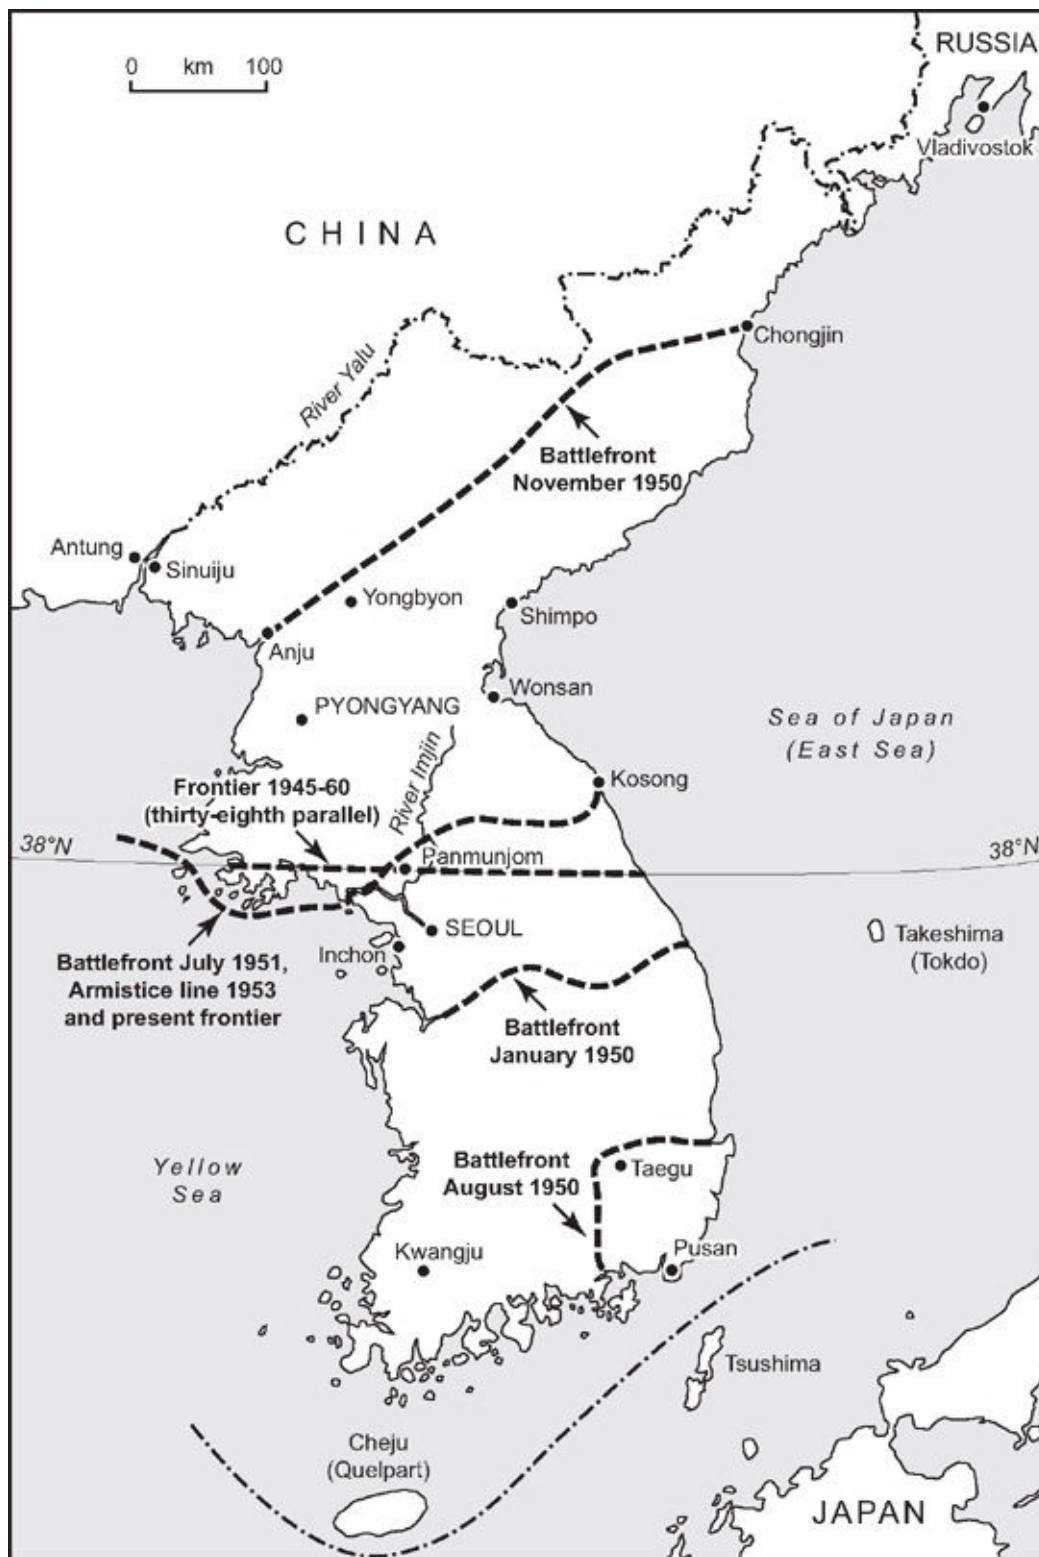 RUSSIA
0 km 100
Vladivostok
CHINA
Chongjin
River Yalu
Battlefront
November 1950
Antung
Sinuiju
Yongbyon
Shimpo
Anju
Wonsan
PYONGYANG
Sea of Japan
(East Sea)
River Imjin
Kosong
Frontier 1945-60
(thirty-eighth parallel)
38°N
Panmunjom
38°N
SEOUL
Inchon
Takeshima
(Tokdo)
Battlefront July 1951,
Armistice line 1953
and present frontier
Battlefront
January 1950
Yellow
Sea
Battlefront
August 1950
Taegu
Kwangju
Pusan
Tsushima
Cheju
(Quelpart)
JAPAN